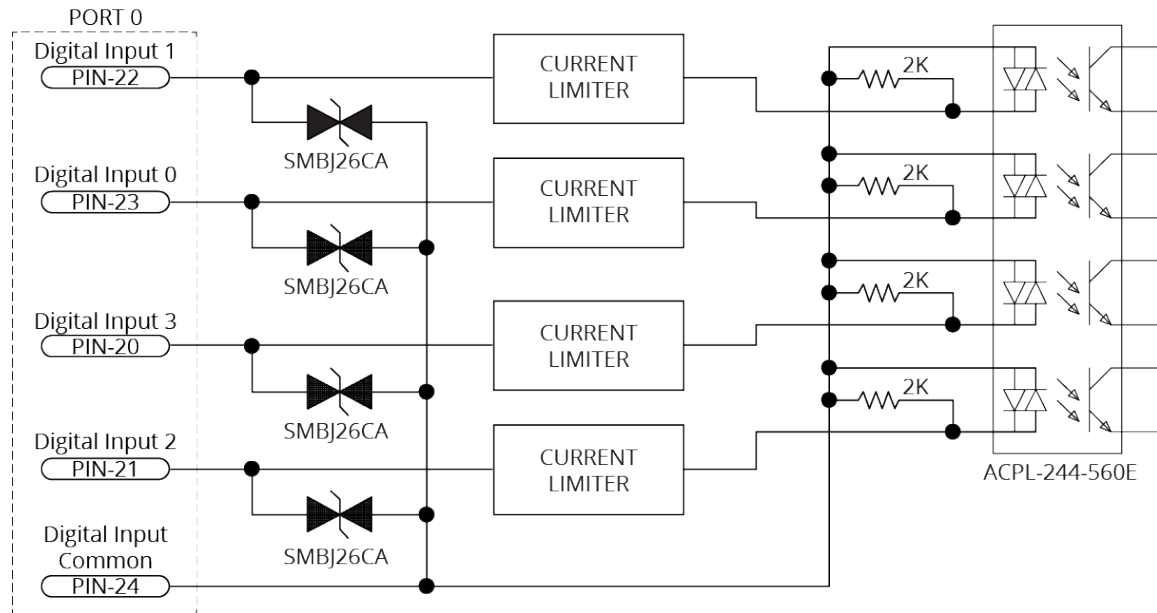 PORT 0
Digital Input 1
PIN-22
SMBJ26CA
CURRENT
LIMITER
2K
Digital Input 0
PIN-23
SMBJ26CA
CURRENT
LIMITER
2K
Digital Input 3
PIN-20
SMBJ26CA
CURRENT
LIMITER
2K
Digital Input 2
PIN-21
SMBJ26CA
CURRENT
LIMITER
2K
ACPL-244-560E
Digital Input
Common
PIN-24